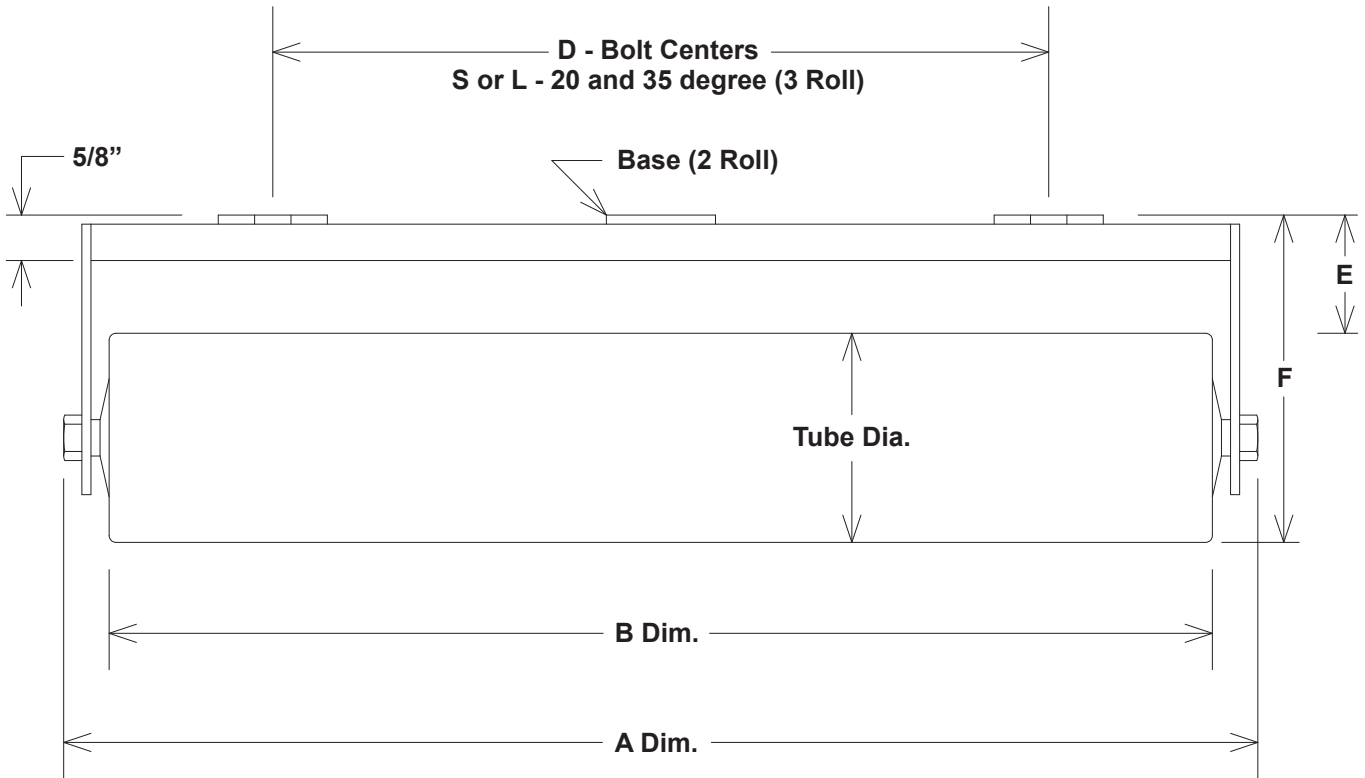 D - Bolt Centers
S or L - 20 and 35 degree (3 Roll)
5/8”
Base (2 Roll)
E
F
Tube Dia.
B Dim.
A Dim.